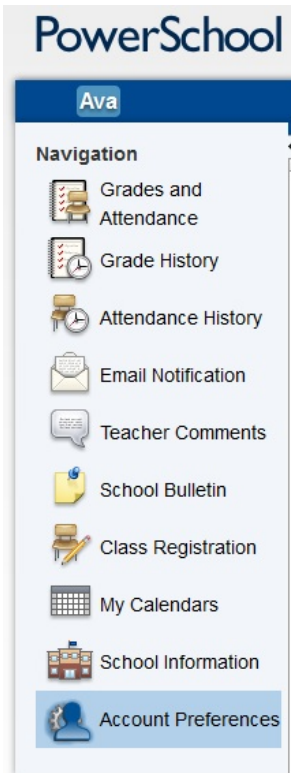 PowerSchool
Ava
Navigation
Grades and
Attendance
Grade History
Attendance History
Email Notification
Teacher Comments
School Bulletin
Class Registration
My Calendars
School Information
Account Preferences